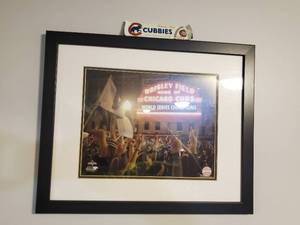 CUBBIES
WRIGLEY FIELD
HOME OF
CHICAGO CUBS
WORLD SERIES CHAMPIONS